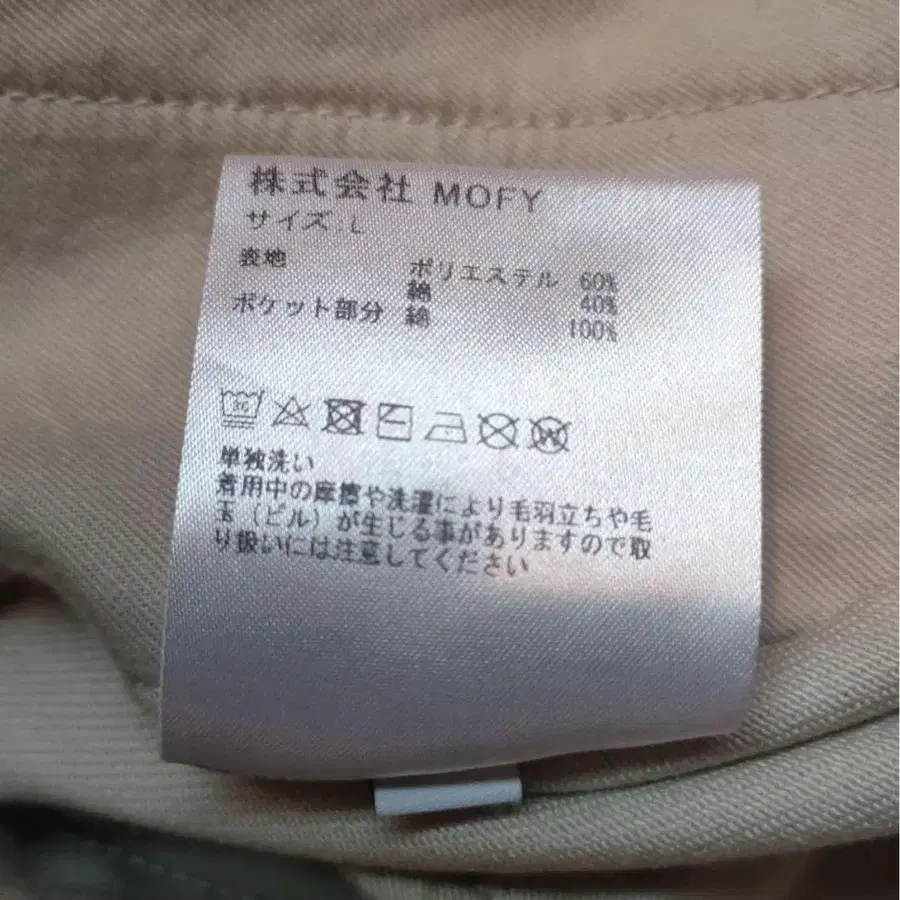 株式会社 MOFY
サイズ:L
表地 ポリエステル 60%
綿 40%
ポケット部分 綿 100%
単独洗い
着用中の摩擦や洗濯により毛羽立ちや毛
玉(ピル)が生じる事がありますので取
り扱いには注意してください